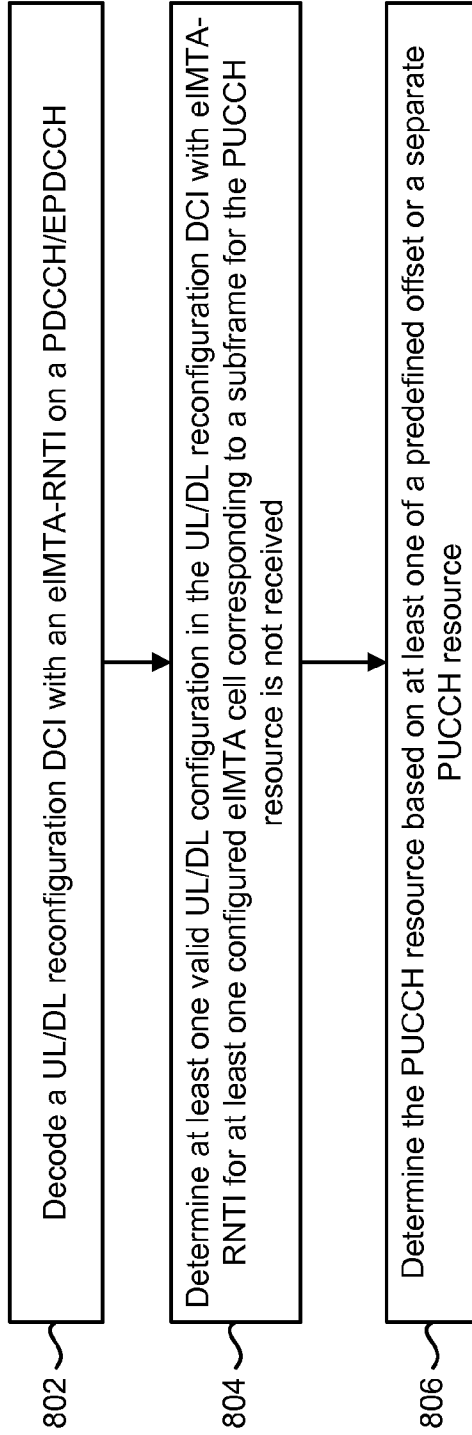 802
Decode a UL/DL reconfiguration DCI with an eIMTA-RNTI on a PDCCH/EPDCCH
804
Determine at least one valid UL/DL configuration in the UL/DL reconfiguration DCI with eIMTA-
RNTI for at least one configured eIMTA cell corresponding to a subframe for the PUCCH
resource is not received
806
Determine the PUCCH resource based on at least one of a predefined offset or a separate
PUCCH resource